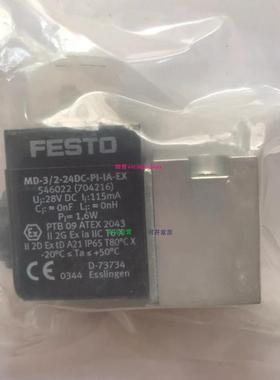 FESTO
MD-3/2-24DC-PI-IA-EX
546022 (704216)
Ui:28V DC Ii:115mA
Ci= ≈0nF Li= ≈0nH
Pi= 1,6W
PTB 09 ATEX 2043
II 2G Ex ia IIC T6 X
II 2D Ex tD A21 IP65 T80°C X
-20°C ≤ Ta ≤ +50°C
D-73734
0344 Esslingen